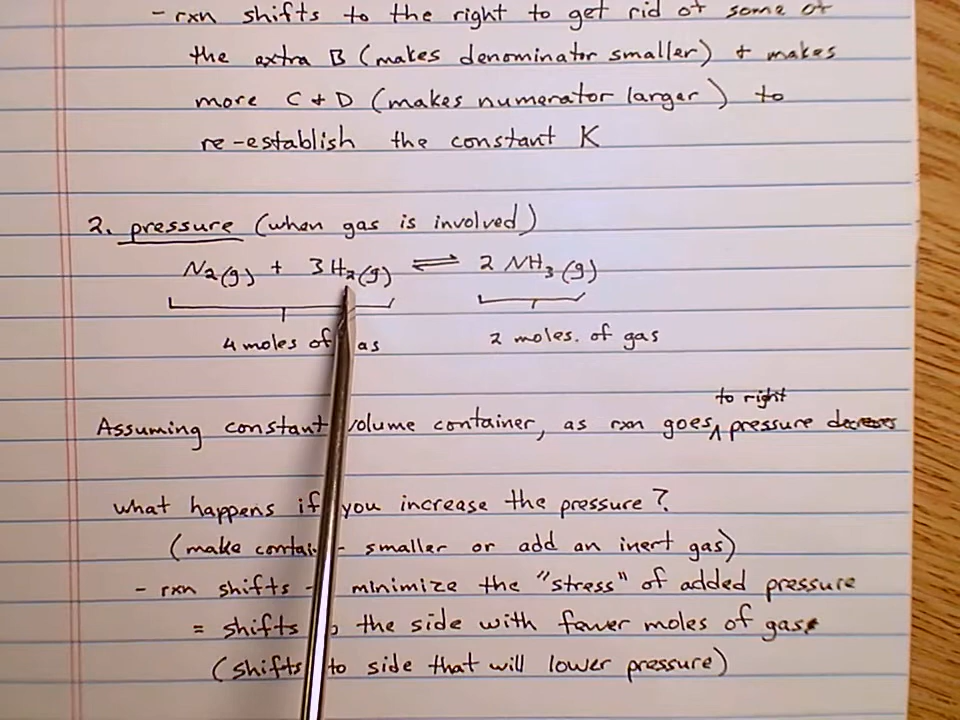 - rxn shifts to the right to get rid of some of
the extra B (makes denominator smaller) + makes
more C + D (makes numerator larger) to
re-establish the constant K
2. pressure (when gas is involved)
N₂(g) + 3H₂(g) ⇌ 2 NH₃(g)
4 moles of as 2 moles. of gas
to right
Assuming constant volume container, as rxn goes ∧ pressure decreases
what happens if you increase the pressure?
(make contai- smaller or add an inert gas)
- rxn shifts - minimize the "stress" of added pressure
= shifts the side with fewer moles of gas.
(shifts to side that will lower pressure)